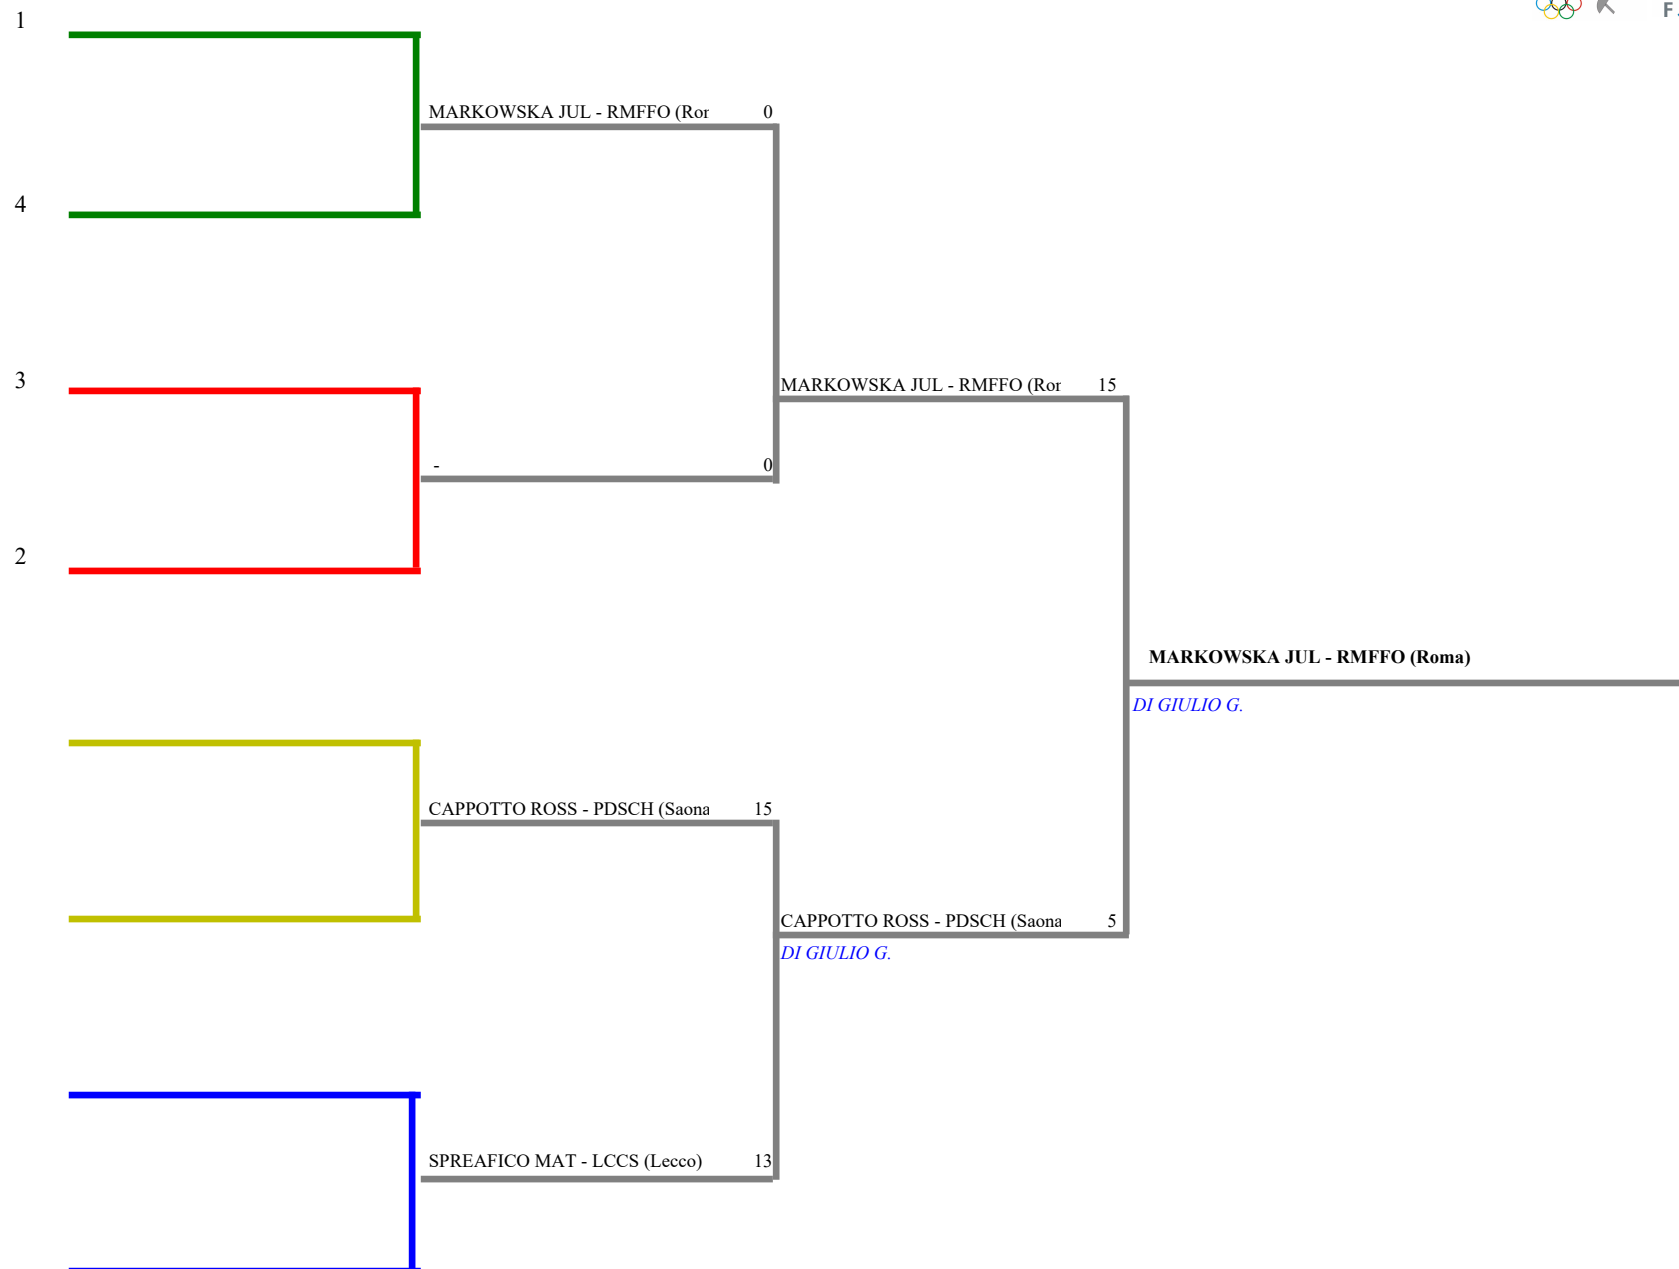 F
1
MARKOWSKA JUL - RMFFO (Ror 0
4
3
MARKOWSKA JUL - RMFFO (Ror 15
- 0
2
MARKOWSKA JUL - RMFFO (Roma)
DI GIULIO G.
CAPPOTTO ROSS - PDSCH (Saona 15
CAPPOTTO ROSS - PDSCH (Saona 5
DI GIULIO G.
SPREAFICO MAT - LCCS (Lecco) 13